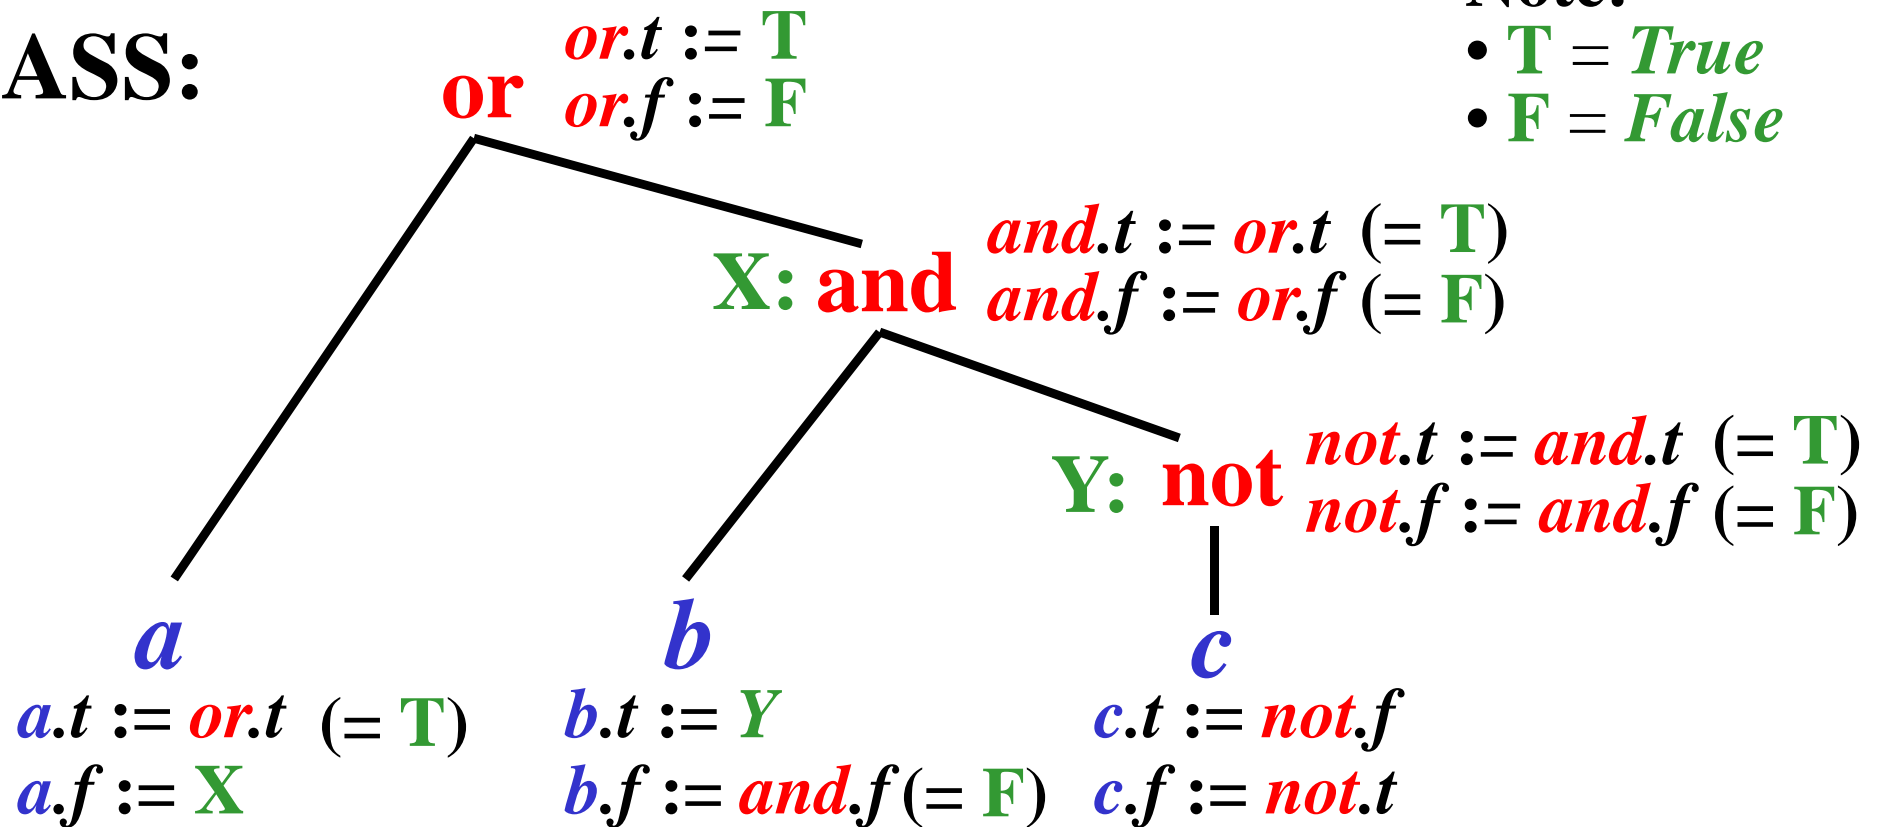 ASS:
or
or.t := T
or.f := F
Note:
• T = True
• F = False
X: and
and.t := or.t (= T)
and.f := or.f (= F)
Y: not
not.t := and.t (= T)
not.f := and.f (= F)
a
b
c
a.t := or.t (= T)
a.f := X
b.t := Y
b.f := and.f (= F)
c.t := not.f
c.f := not.t